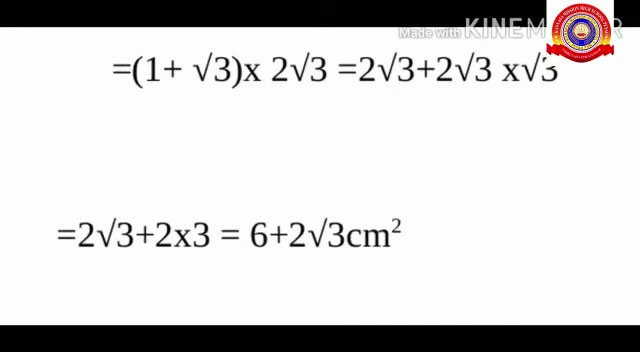 Made with KINEMASTER
=(1+ √3)x 2√3 =2√3+2√3 x√3
=2√3+2x3 = 6+2√3cm²